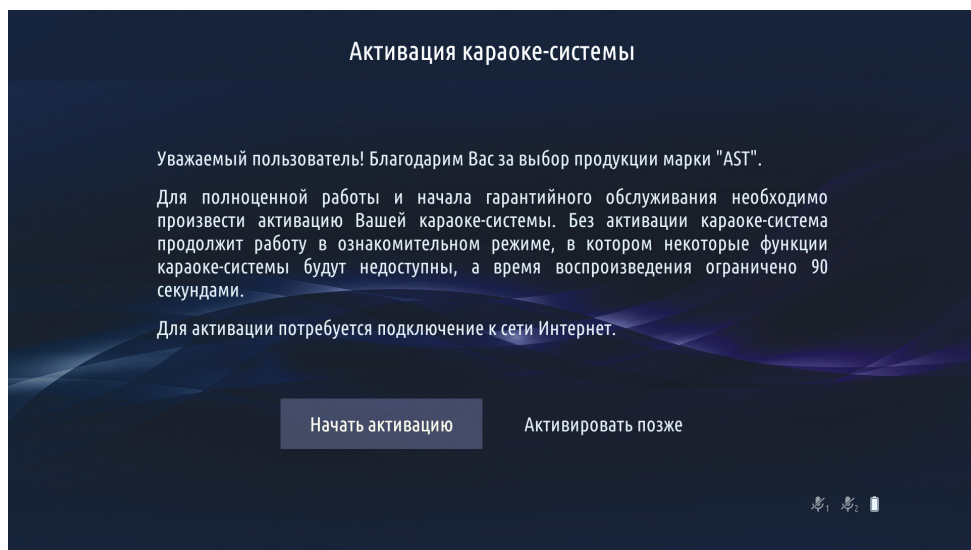 Активация караоке-системы
Уважаемый пользователь! Благодарим Вас за выбор продукции марки "AST".
Для полноценной работы и начала гарантийного обслуживания необходимо
произвести активацию Вашей караоке-системы. Без активации караоке-система
продолжит работу в ознакомительном режиме, в котором некоторые функции
караоке-системы будут недоступны, а время воспроизведения ограничено 90
секундами.
Для активации потребуется подключение к сети Интернет.
Начать активацию Активировать позже
1 2